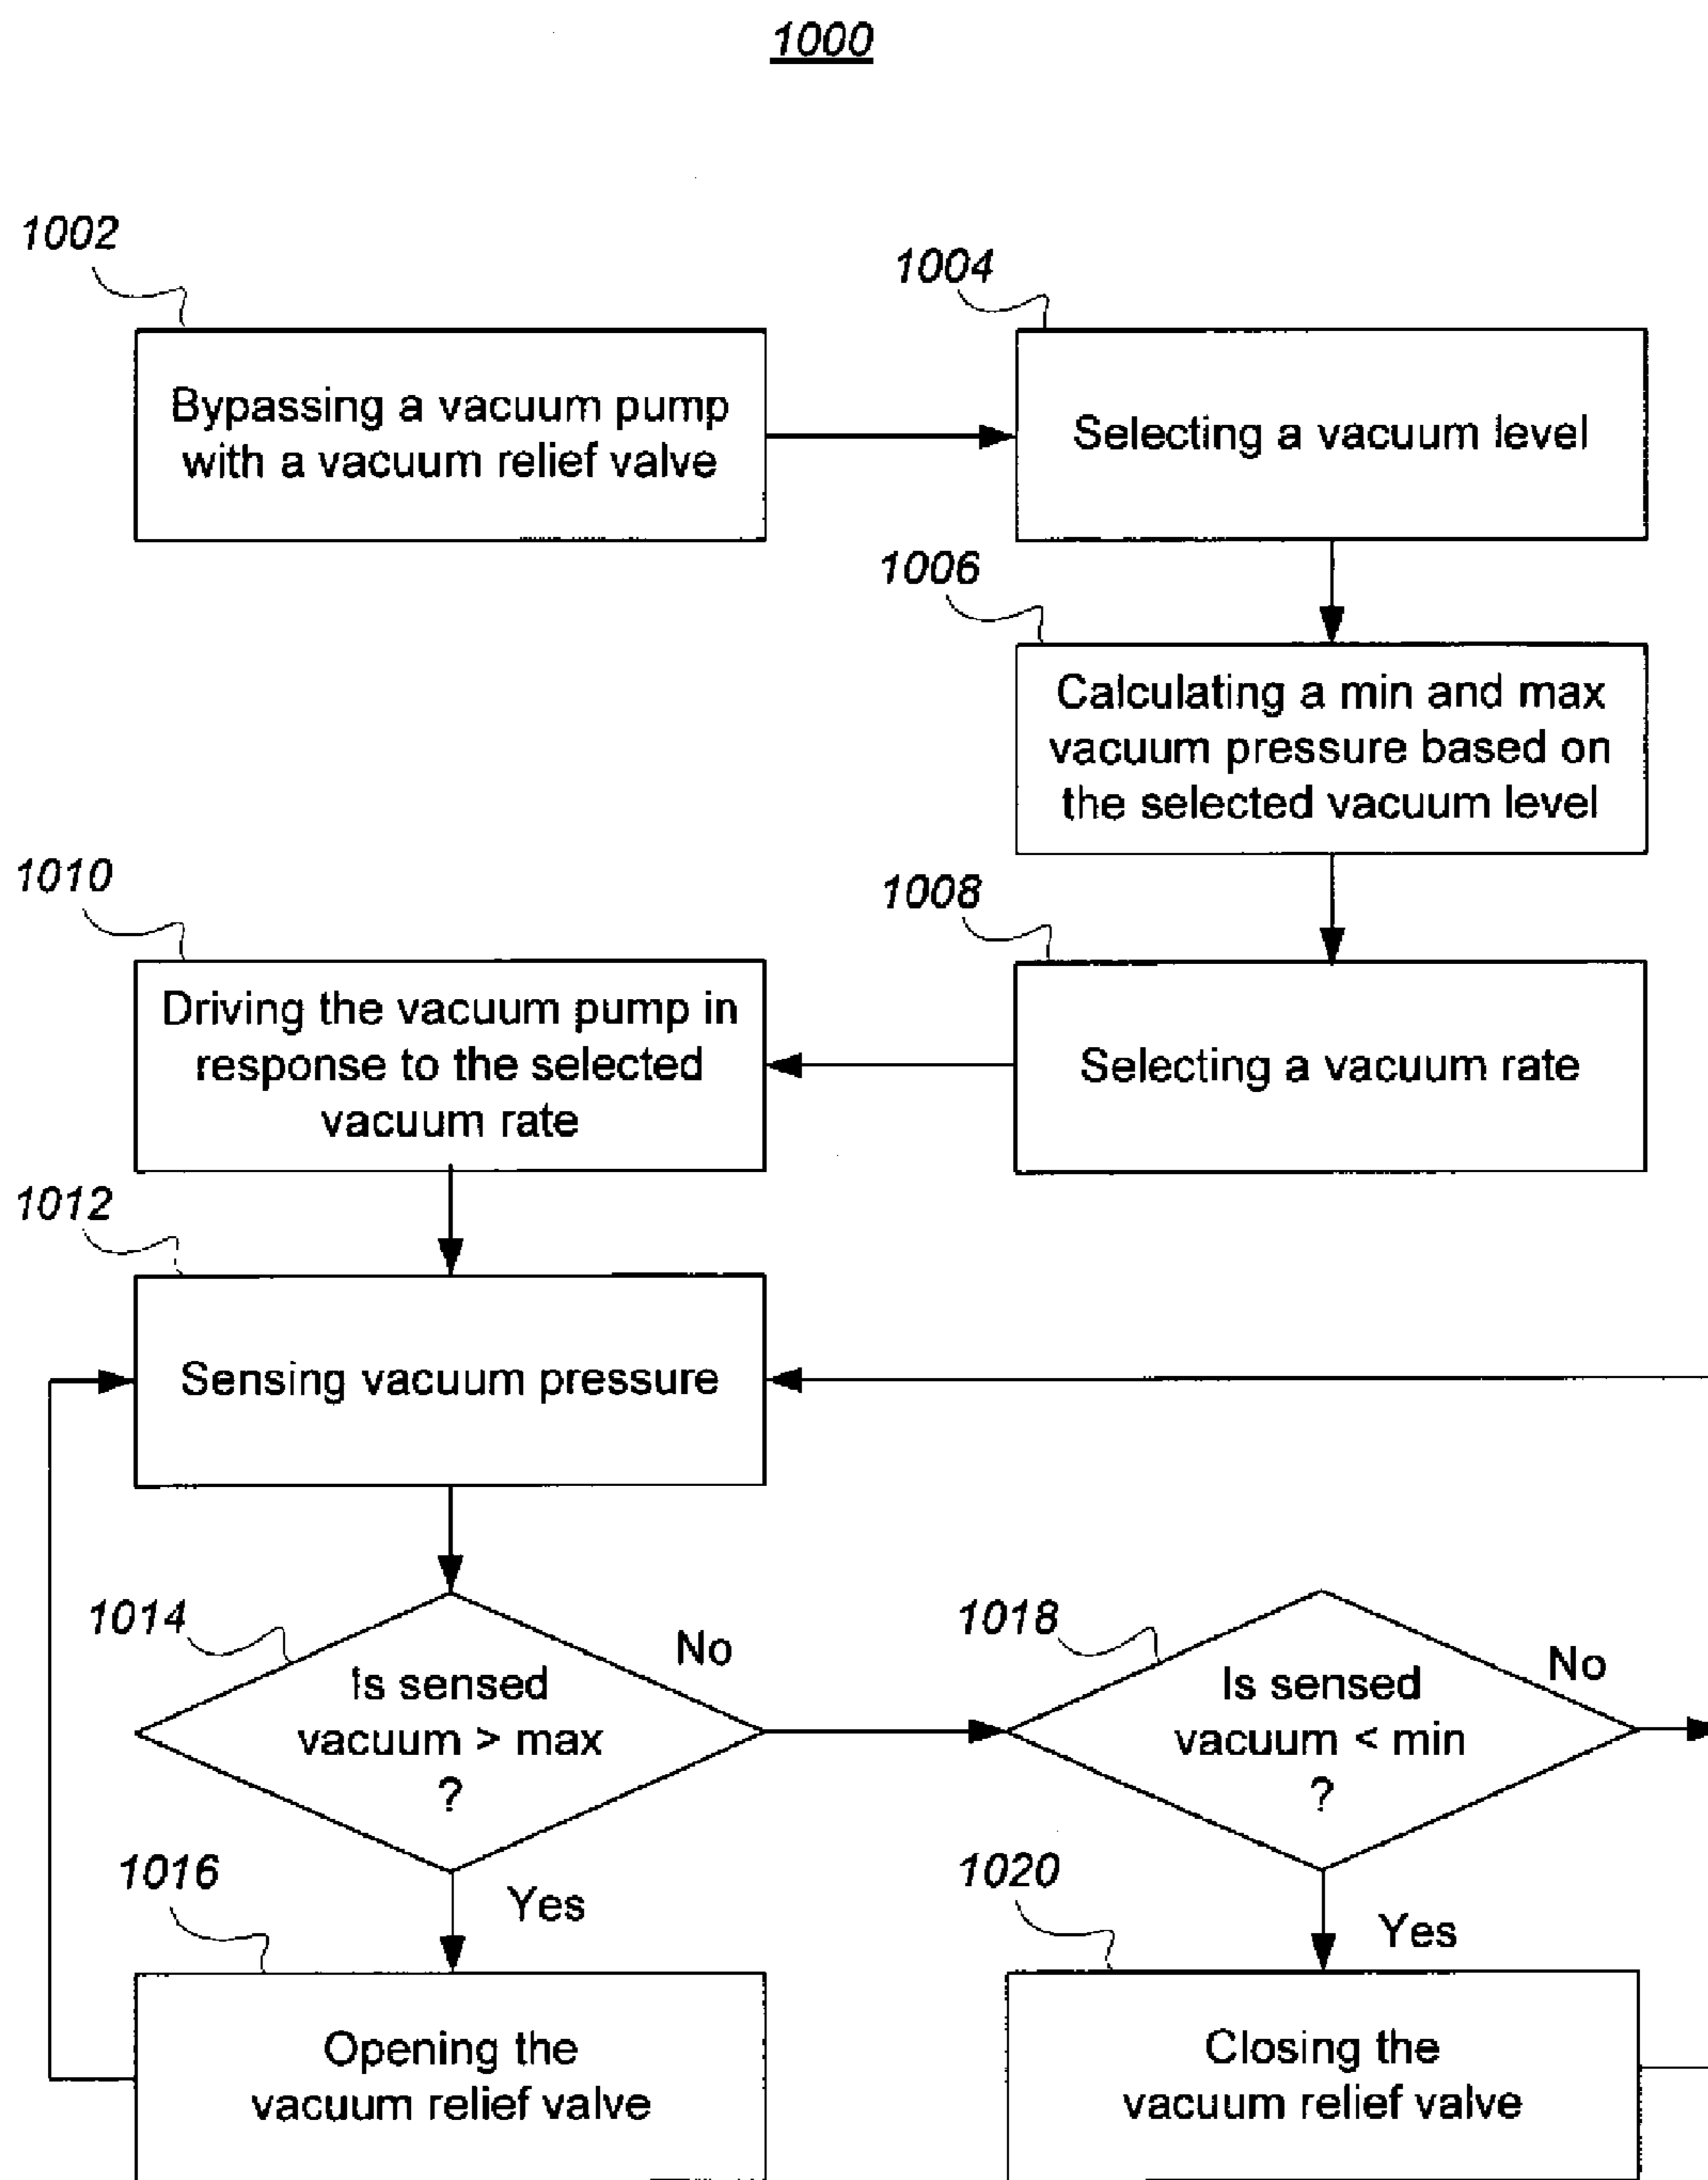 1000
1002
Bypassing a vacuum pump
with a vacuum relief valve
1004
Selecting a vacuum level
1006
Calculating a min and max
vacuum pressure based on
the selected vacuum level
1008
Selecting a vacuum rate
1010
Driving the vacuum pump in
response to the selected
vacuum rate
1012
Sensing vacuum pressure
1014
Is sensed
vacuum > max
?
No
Yes
1016
Opening the
vacuum relief valve
1018
Is sensed
vacuum < min
?
No
Yes
1020
Closing the
vacuum relief valve